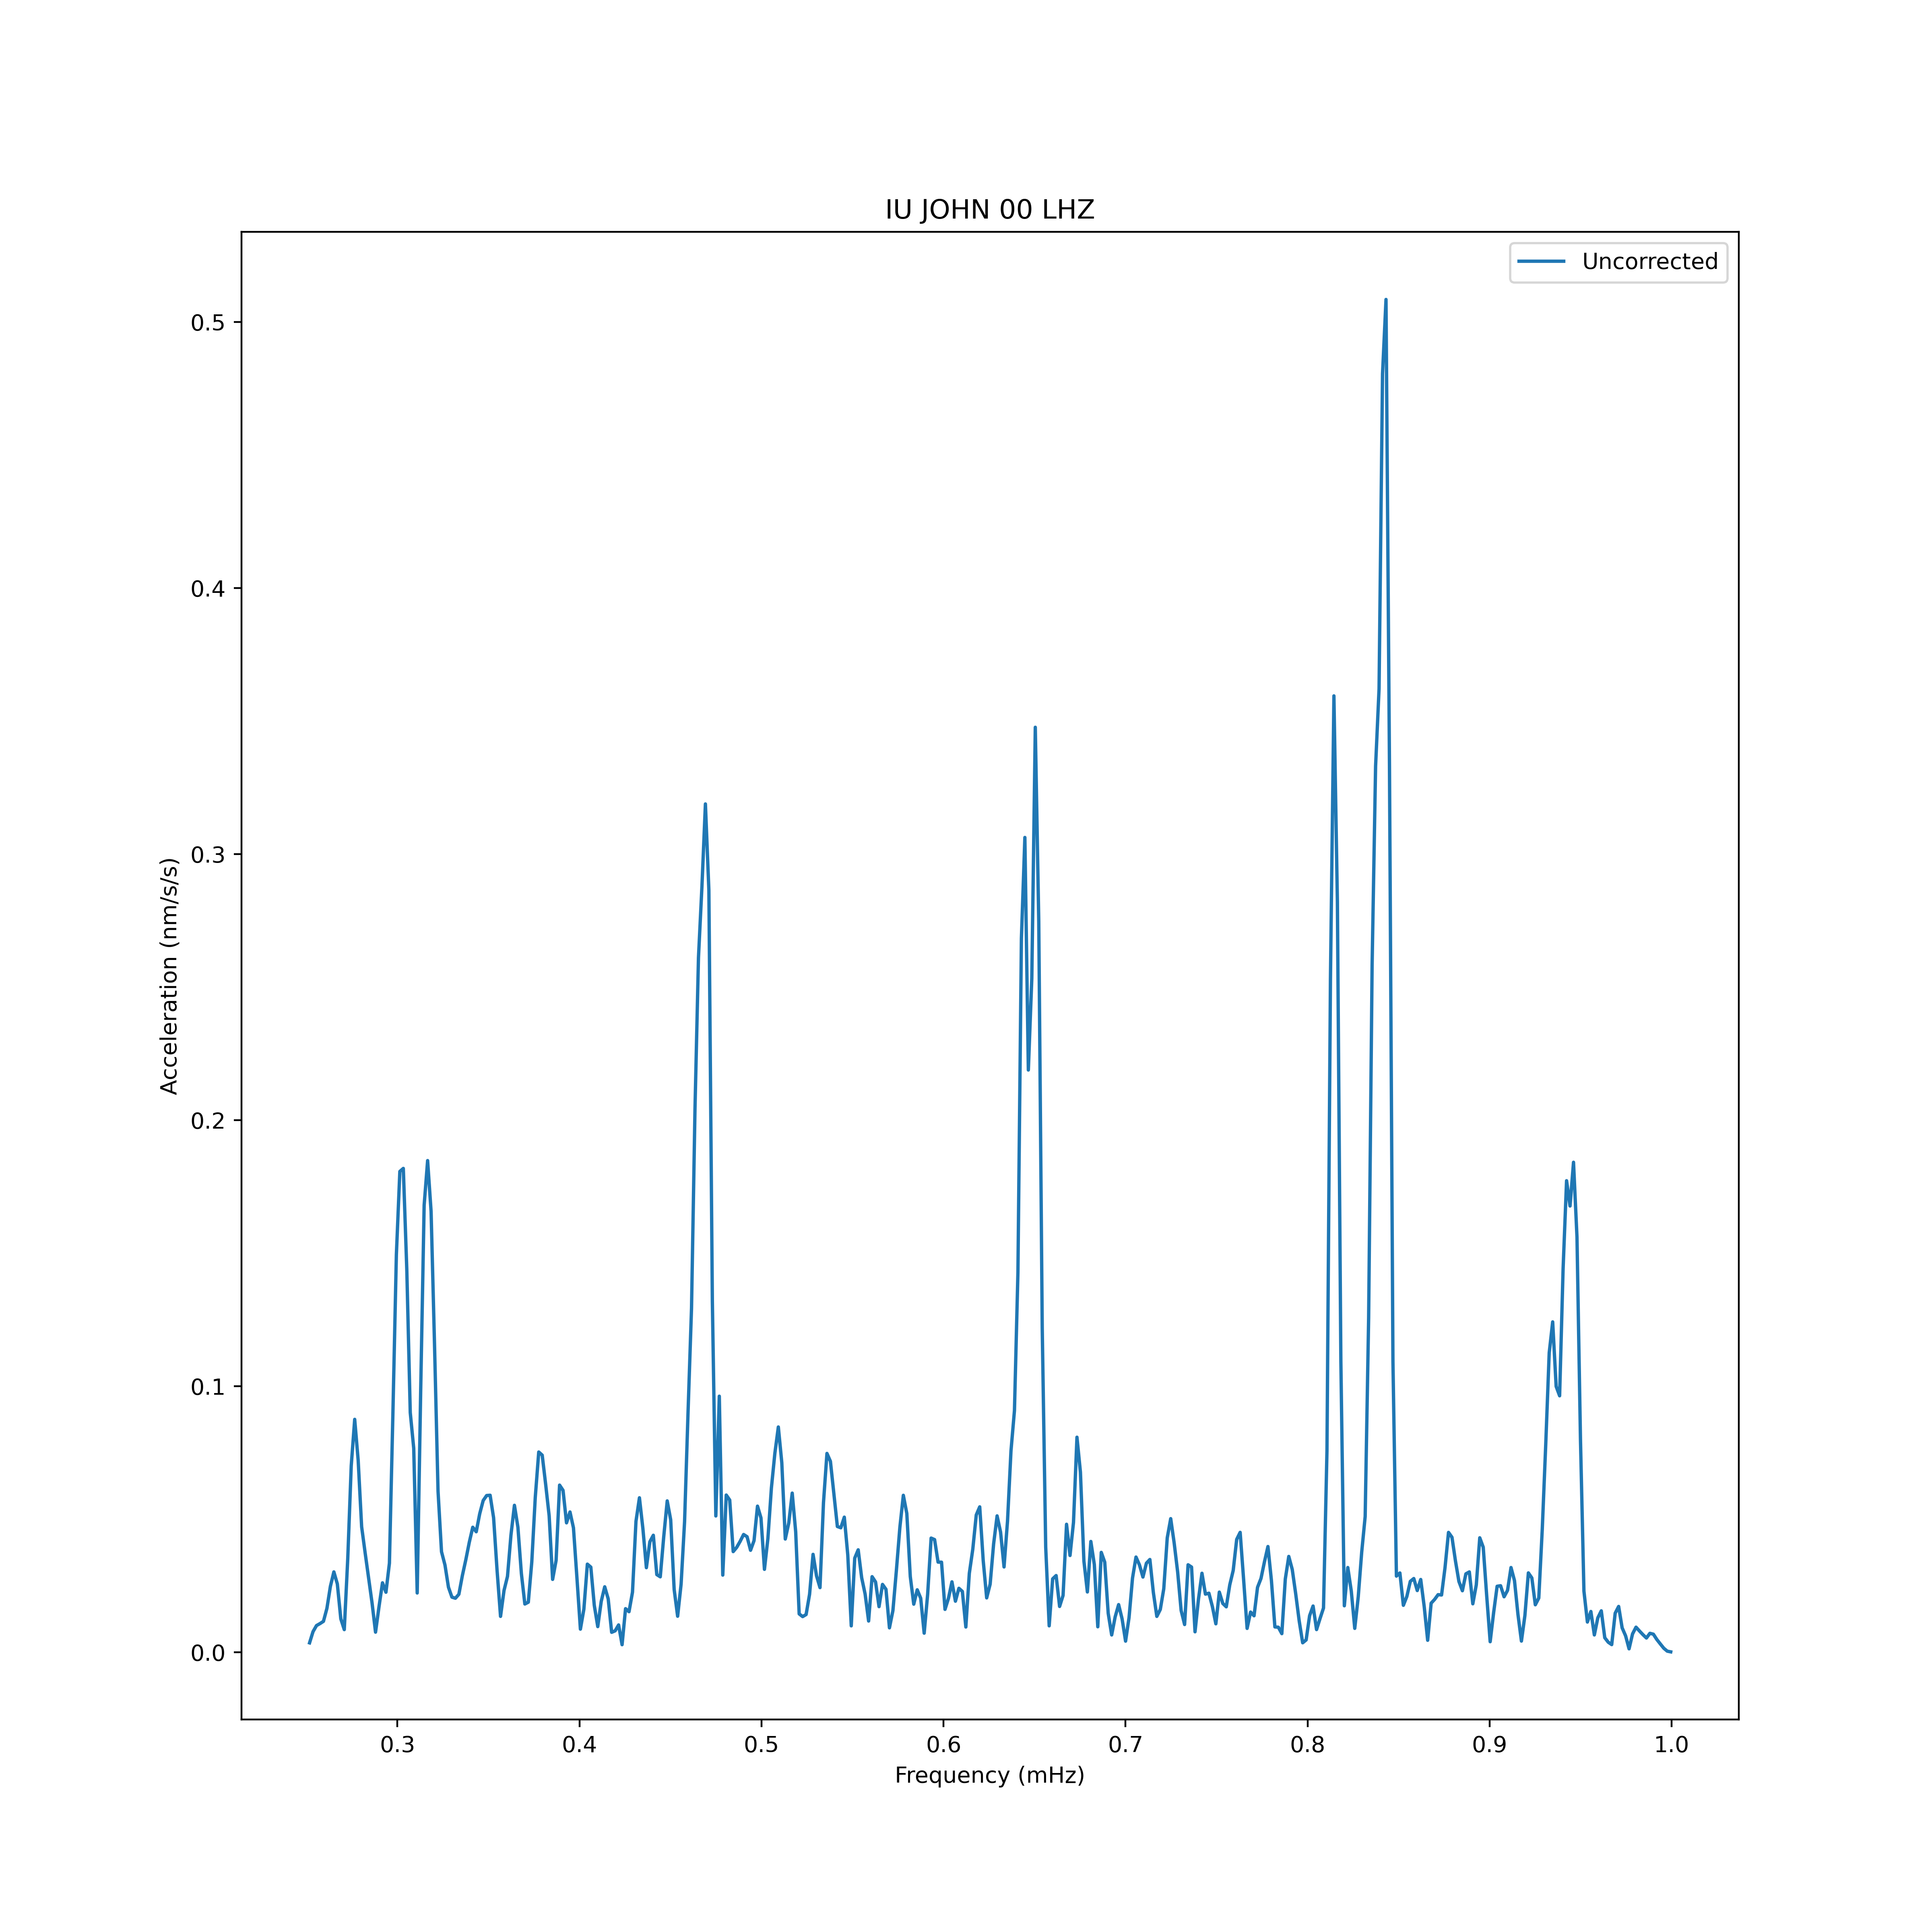 IU JOHN 00 LHZ
Uncorrected
0.5
0.4
0.3
0.2
0.1
0.0
Acceleration (nm/s/s)
0.3 0.4 0.5 0.6 0.7 0.8 0.9 1.0
Frequency (mHz)